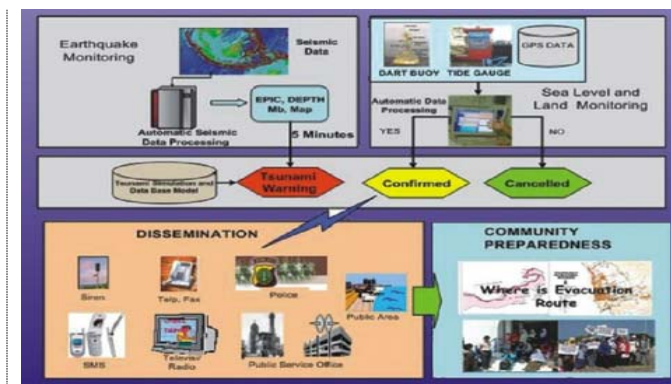 Earthquake
Monitoring
Seismic
Data
EPIC, DEPTH
Mb, Map
Automatic Seismic
Data Processing
5 Minutes
DART BUOY
TIDE GAUGE
GPS DATA
Automatic Data
Processing
Sea Level and
Land Monitoring
YES
NO
Tsunami Simulation and
Data Base Model
Tsunami
Warning
Confirmed
Cancelled
DISSEMINATION
Siren
Telp, Fax
Police
Public Area
SMS
Radio
Public Service Office
COMMUNITY
PREPAREDNESS
Where is Evacuation
Route